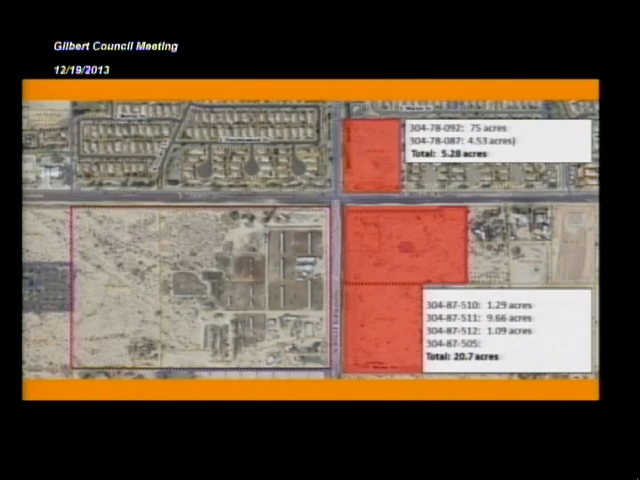 Gilbert Council Meeting
12/19/2013
304-78-092: .75 acres
304-78-087: 4.53 acres)
Total: 5.28 acres
304-87-510: 1.29 acres
304-87-511: 9.66 acres
304-87-512: 1.09 acres
304-87-505:
Total: 20.7 acres